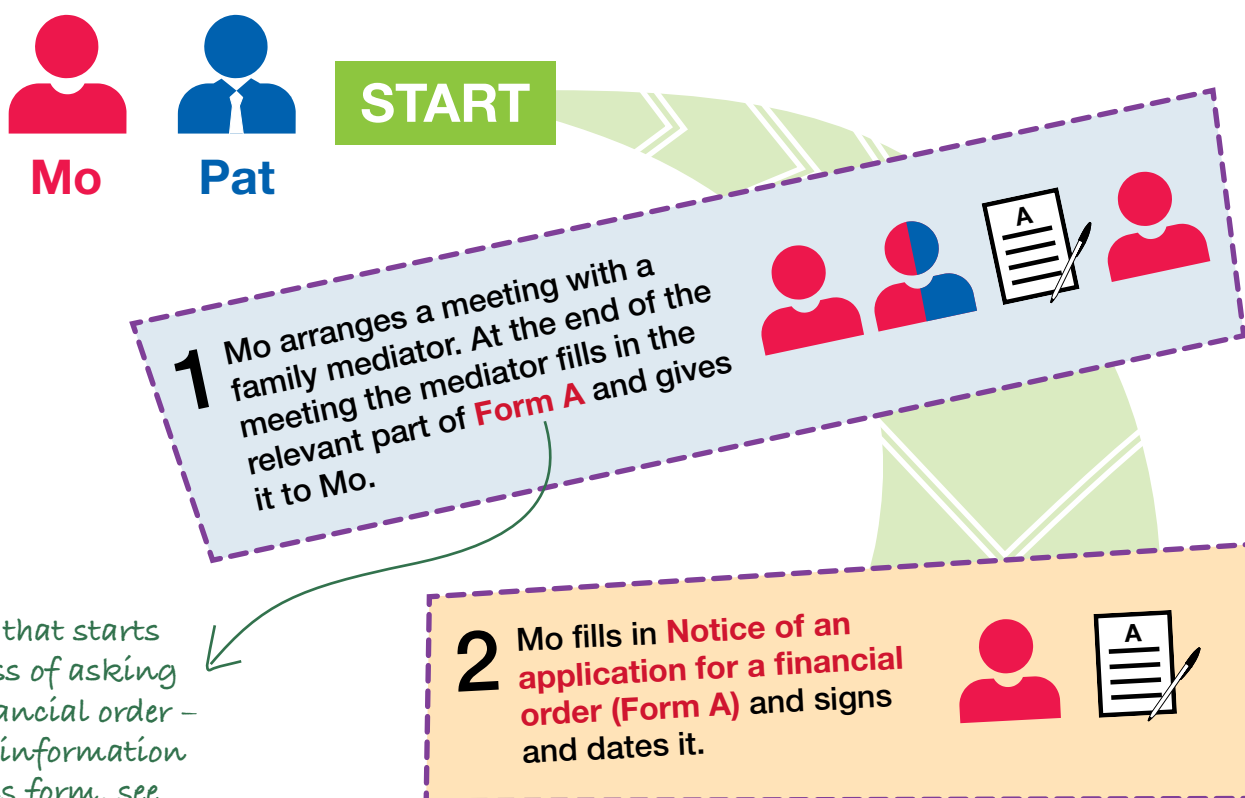 Mo
Pat
START
1
Mo arranges a meeting with a
family mediator. At the end of the
meeting the mediator fills in the
relevant part of Form A and gives
it to Mo.
A
that starts
ss of asking
ancial order –
information
s form, see
2
Mo fills in Notice of an
application for a financial
order (Form A) and signs
and dates it.
A